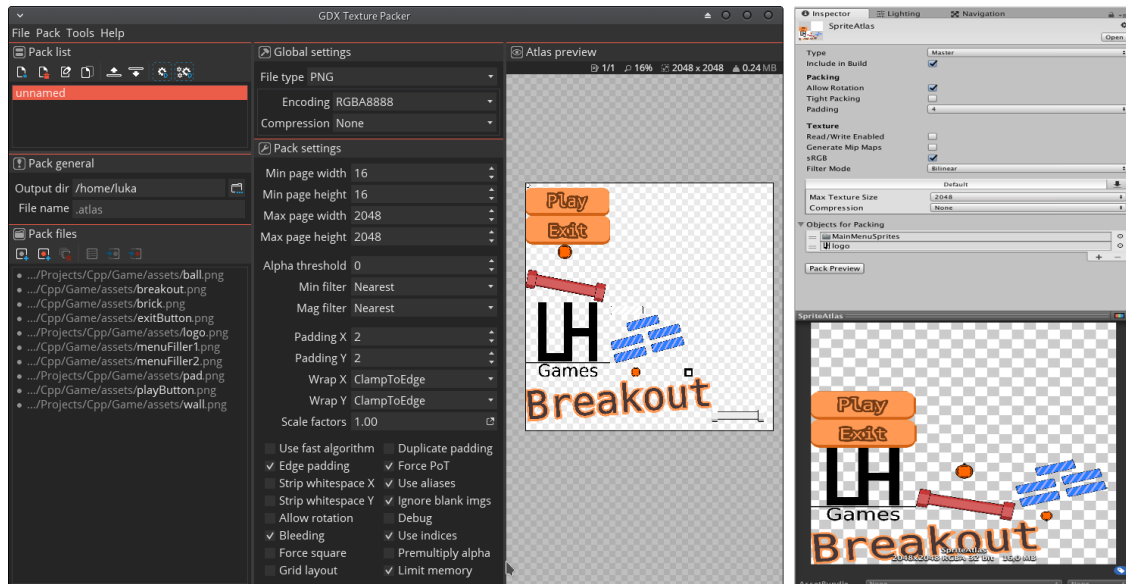 GDX Texture Packer
File Pack Tools Help
Pack list
unnamed
Pack general
Output dir /home/luka
File name .atlas
Pack files
.../Projects/Cpp/Game/assets/ball.png
.../Cpp/Game/assets/breakout.png
.../Projects/Cpp/Game/assets/brick.png
.../Cpp/Game/assets/exitButton.png
.../Projects/Cpp/Game/assets/logo.png
.../Cpp/Game/assets/menuFiller1.png
.../Cpp/Game/assets/menuFiller2.png
.../Projects/Cpp/Game/assets/pad.png
.../Cpp/Game/assets/playButton.png
.../Projects/Cpp/Game/assets/wall.png
Global settings
File type PNG
Encoding RGBA8888
Compression None
Pack settings
Min page width 16
Min page height 16
Max page width 2048
Max page height 2048
Alpha threshold 0
Min filter Nearest
Mag filter Nearest
Padding X 2
Padding Y 2
Wrap X ClampToEdge
Wrap Y ClampToEdge
Scale factors 1.00
Use fast algorithm Duplicate padding
Edge padding Force PoT
Strip whitespace X Use aliases
Strip whitespace Y Ignore blank imgs
Allow rotation Debug
Bleeding Use indices
Force square Premultiply alpha
Grid layout Limit memory
Atlas preview
1/1 16% 2048 x 2048 0.24 MB
Play
Exit
LH
Games
Breakout
Inspector Lighting Navigation
SpriteAtlas
Open
Type Master
Include in Build
Packing
Allow Rotation
Tight Packing
Padding 4
Texture
Read/Write Enabled
Generate Mip Maps
sRGB
Filter Mode Bilinear
Default
Max Texture Size 2048
Compression None
Objects for Packing
MainMenuSprites
logo
Pack Preview
SpriteAtlas
Play
Exit
LH
Games
Breakout
SpriteAtlas
2048x2048 RGBA 32 bit 16.0 MB